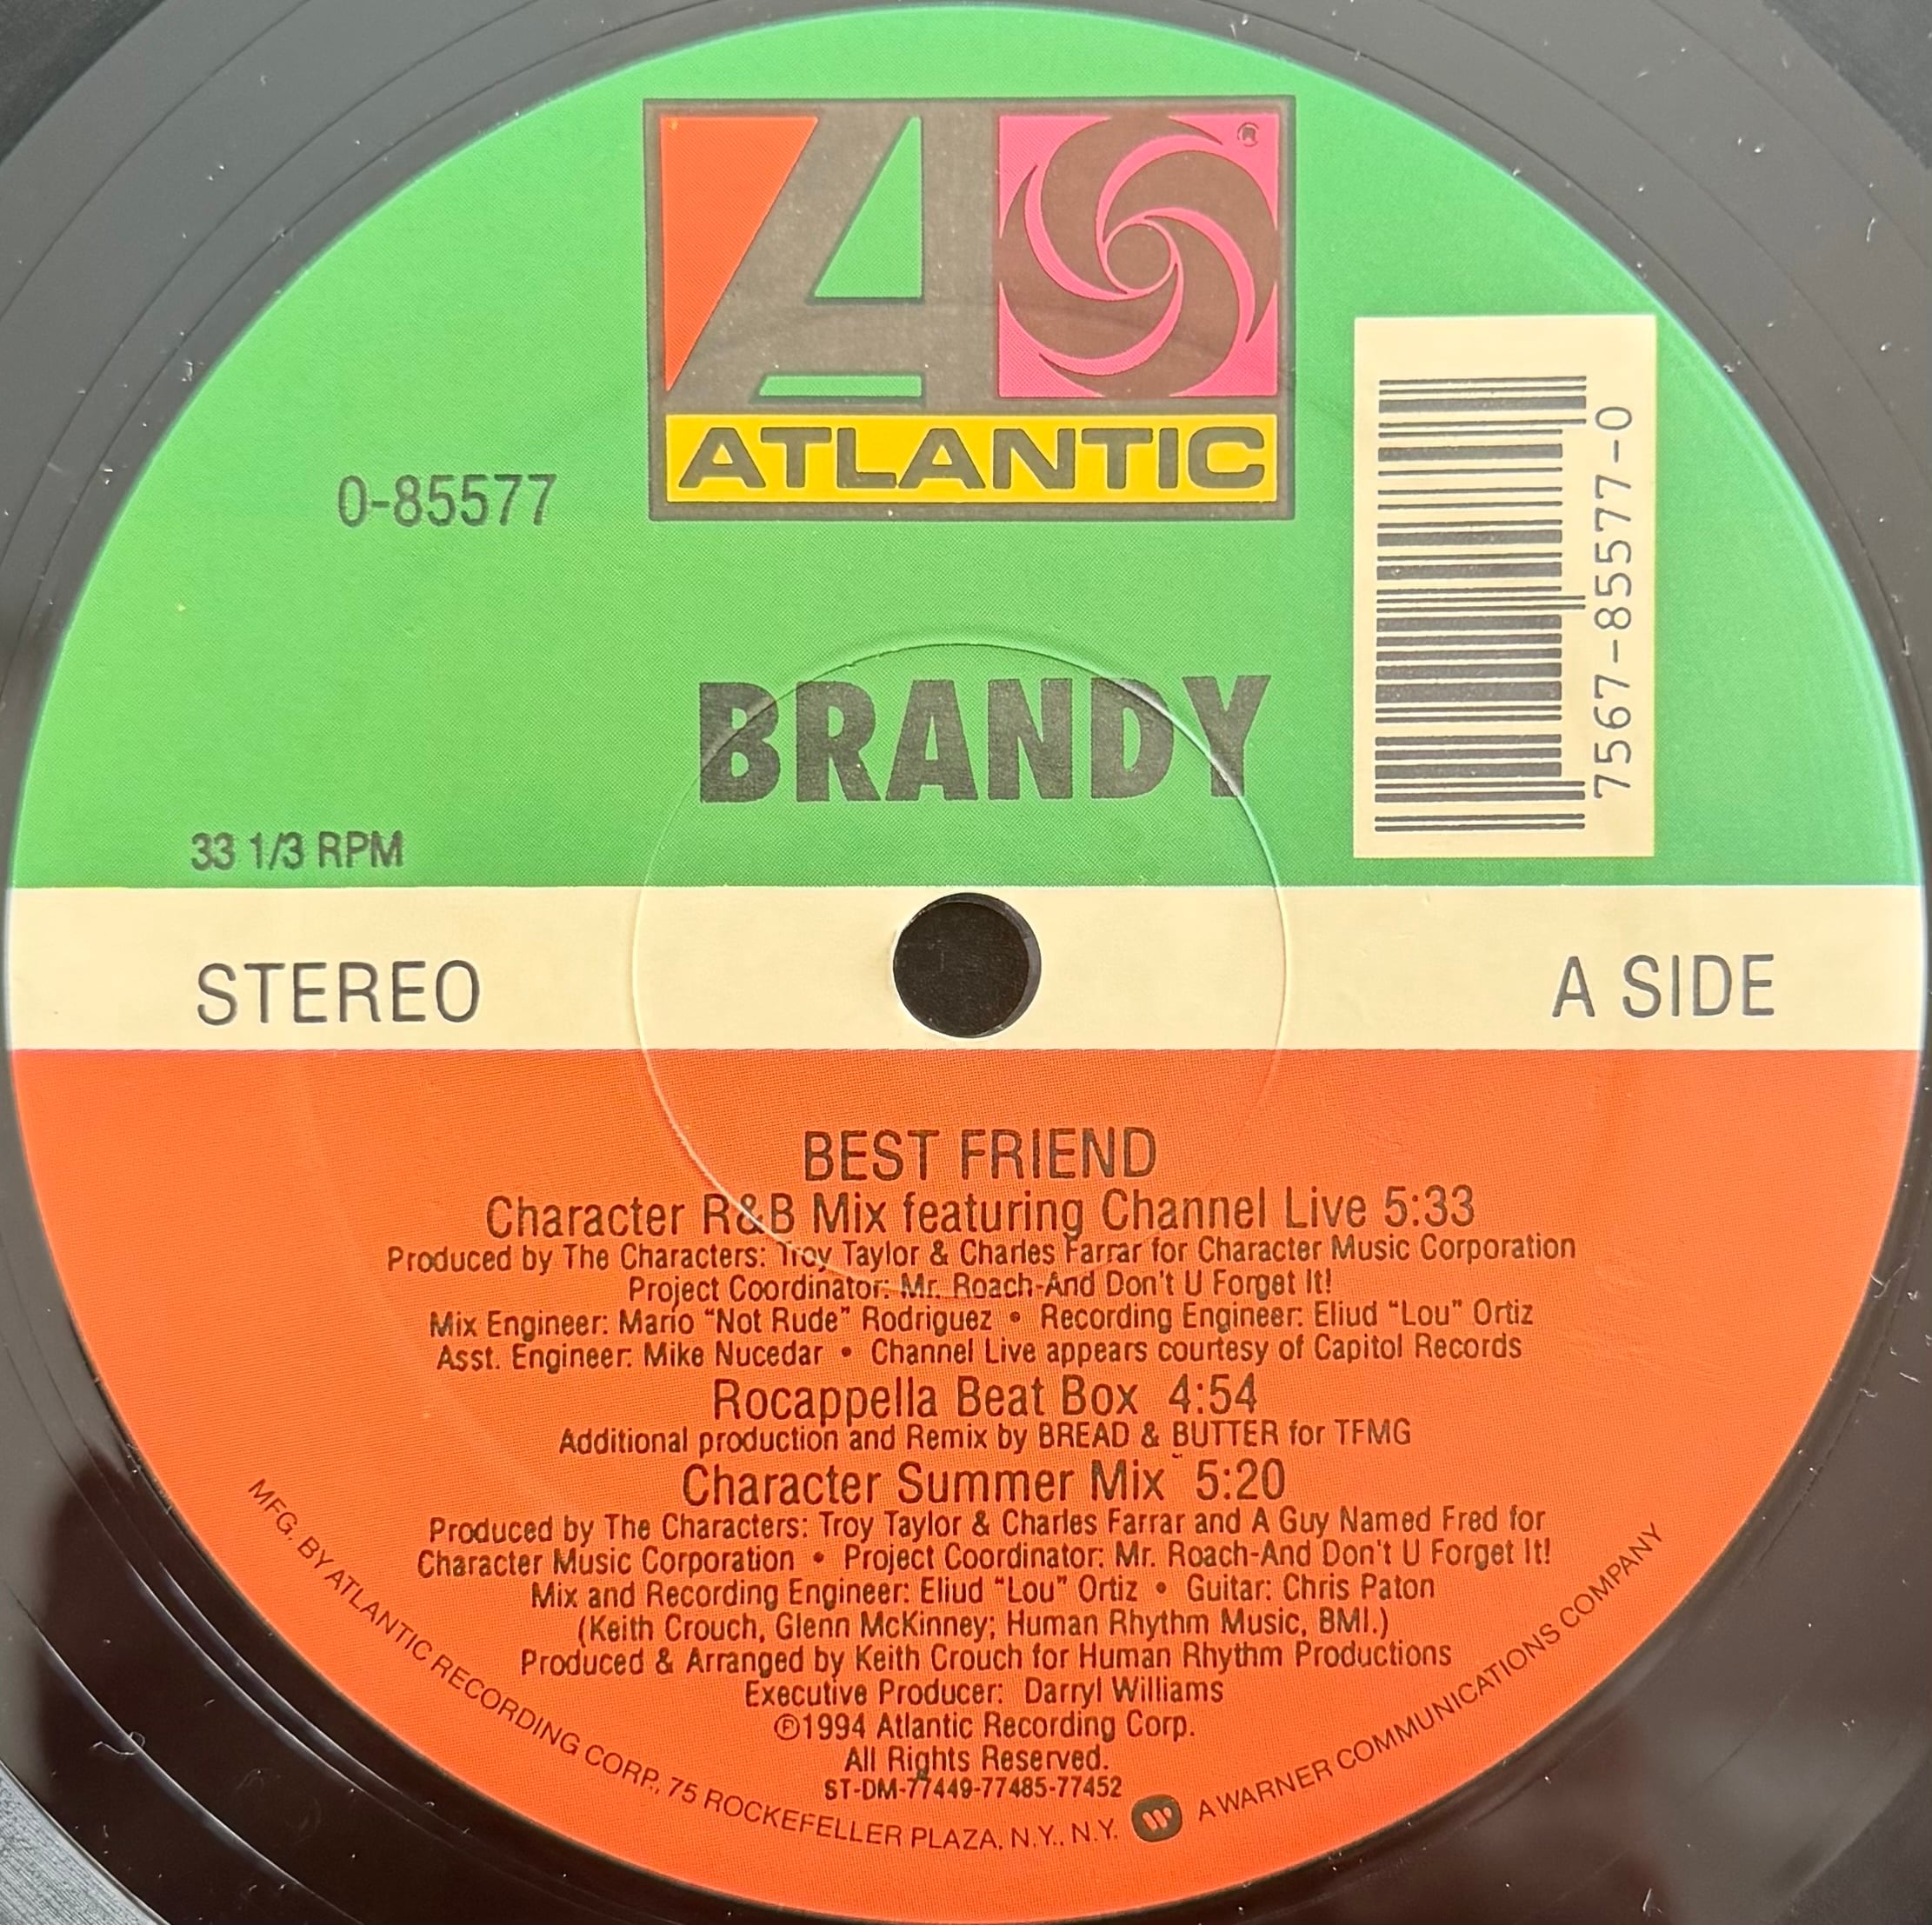 ®
ATLANTIC
0-85577
7567-85577-0
BRANDY
33 1/3 RPM
STEREO
A SIDE
BEST FRIEND
Character R&B Mix featuring Channel Live 5:33
Produced by The Characters: Troy Taylor & Charles Farrar for Character Music Corporation
Project Coordinator: Mr. Roach-And Don't U Forget It!
Mix Engineer: Mario “Not Rude” Rodriguez • Recording Engineer: Eliud “Lou” Ortiz
Asst. Engineer: Mike Nucedar • Channel Live appears courtesy of Capitol Records
Rocappella Beat Box 4:54
Additional production and Remix by BREAD & BUTTER for TFMG
Character Summer Mix 5:20
Produced by The Characters: Troy Taylor & Charles Farrar and A Guy Named Fred for
Character Music Corporation • Project Coordinator: Mr. Roach-And Don't U Forget It!
Mix and Recording Engineer: Eliud “Lou” Ortiz • Guitar: Chris Paton
(Keith Crouch, Glenn McKinney; Human Rhythm Music, BMI.)
Produced & Arranged by Keith Crouch for Human Rhythm Productions
Executive Producer: Darryl Williams
℗1994 Atlantic Recording Corp.
All Rights Reserved.
ST-DM-77449-77485-77452
MFG. BY ATLANTIC RECORDING CORP., 75 ROCKEFELLER PLAZA, N.Y., N.Y. A WARNER COMMUNICATIONS COMPANY